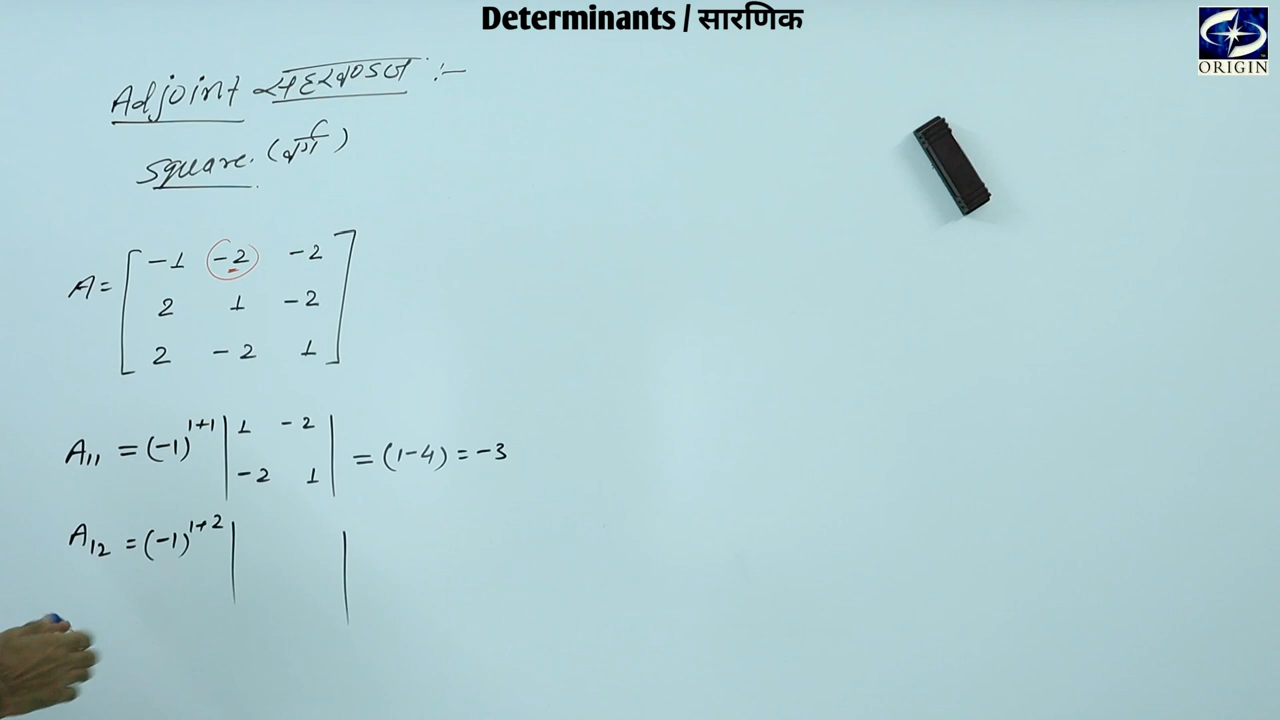 Determinants / सारणिक
ORIGIN
Adjoint सहखण्डज :-
Square. (वर्ग)
A = [ -1 -2 -2
2 1 -2
2 -2 1 ]
A₁₁ = (-1)¹⁺¹ | 1 -2
-2 1 | = (1-4) = -3
A₁₂ = (-1)¹⁺² | |